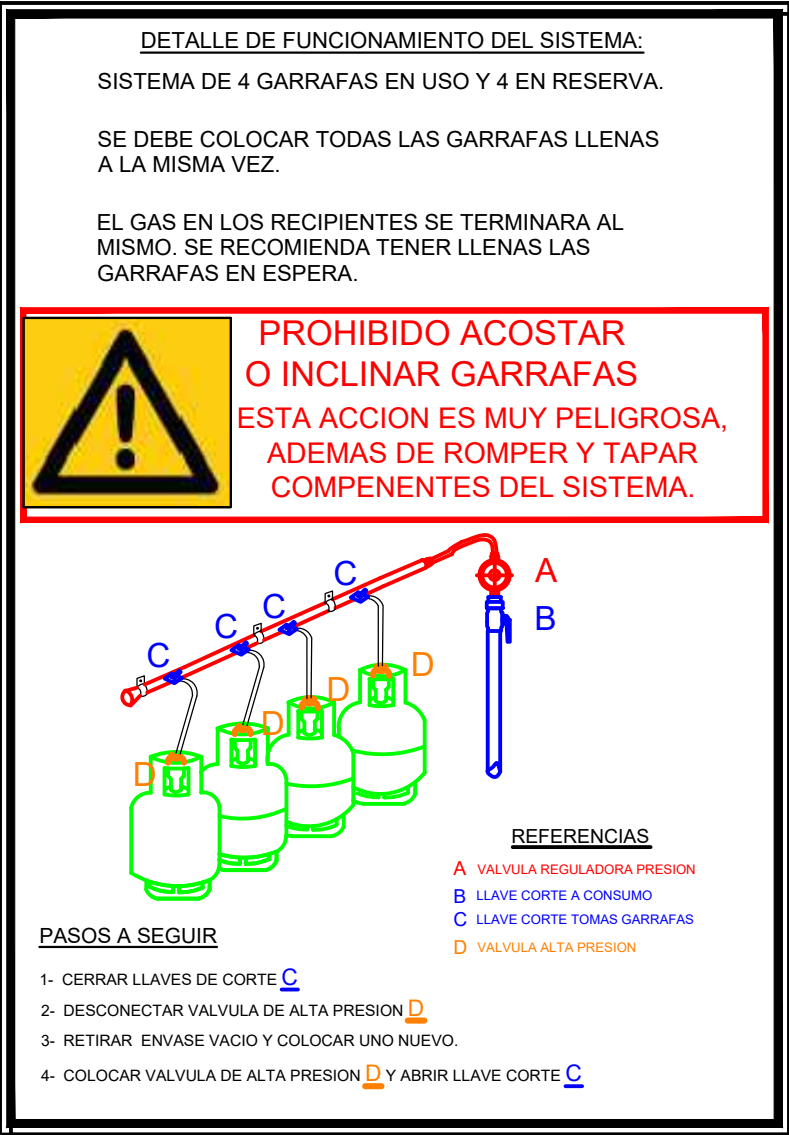 DETALLE DE FUNCIONAMIENTO DEL SISTEMA:
SISTEMA DE 4 GARRAFAS EN USO Y 4 EN RESERVA.
SE DEBE COLOCAR TODAS LAS GARRAFAS LLENAS
A LA MISMA VEZ.
EL GAS EN LOS RECIPIENTES SE TERMINARA AL
MISMO. SE RECOMIENDA TENER LLENAS LAS
GARRAFAS EN ESPERA.
PROHIBIDO ACOSTAR
O INCLINAR GARRAFAS
ESTA ACCION ES MUY PELIGROSA,
ADEMAS DE ROMPER Y TAPAR
COMPENENTES DEL SISTEMA.
A
B
C
C
C
C
D
D
D
D
REFERENCIAS
A VALVULA REGULADORA PRESION
B LLAVE CORTE A CONSUMO
C LLAVE CORTE TOMAS GARRAFAS
D VALVULA ALTA PRESION
PASOS A SEGUIR
1- CERRAR LLAVES DE CORTE C
2- DESCONECTAR VALVULA DE ALTA PRESION D
3- RETIRAR ENVASE VACIO Y COLOCAR UNO NUEVO.
4- COLOCAR VALVULA DE ALTA PRESION D Y ABRIR LLAVE CORTE C